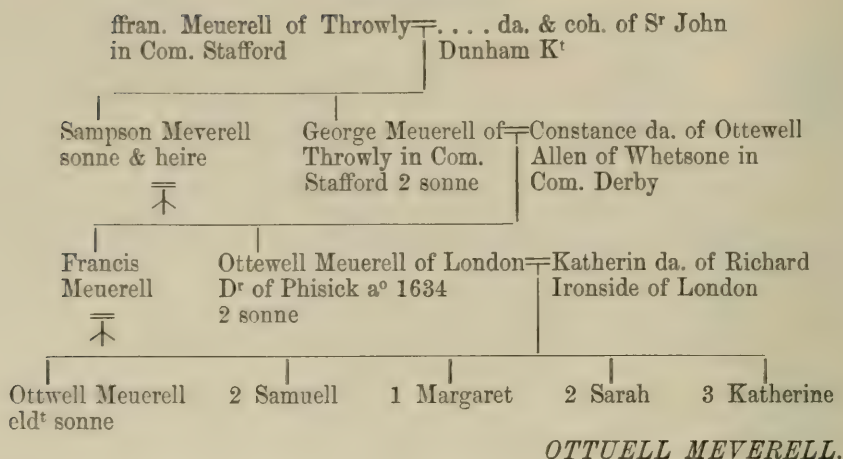 ffran. Meuerell of Throwly=. . . . da. & coh. of Sʳ John
in Com. Stafford Dunham Kᵗ
Sampson Meverell
sonne & heire
George Meuerell of=Constance da. of Ottewell
Throwly in Com. Allen of Whetsone in
Stafford 2 sonne Com. Derby
Francis
Meuerell
Ottewell Meuerell of London=Katherin da. of Richard
Dʳ of Phisick aᵒ 1634 Ironside of London
2 sonne
Ottwell Meuerell
eldᵗ sonne
2 Samuell
1 Margaret
2 Sarah
3 Katherine
OTTUELL MEVERELL.